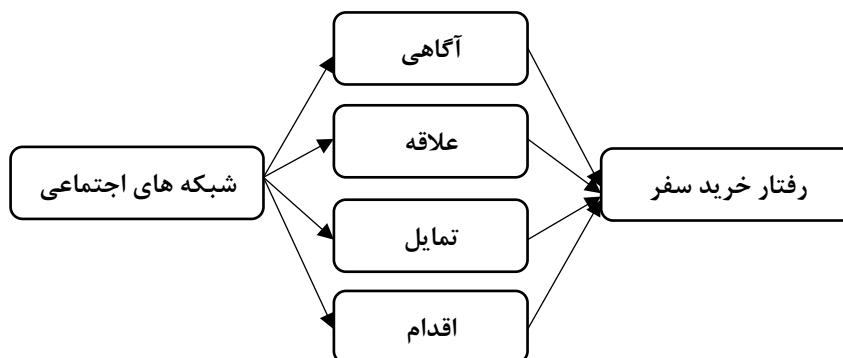 آگاهی
علاقه
شبکه های اجتماعی
رفتار خرید سفر
تمایل
اقدام